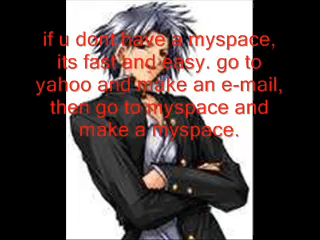 if u dont have a myspace,
its fast and easy. go to
yahoo and make an e-mail,
then go to myspace and
make a myspace.